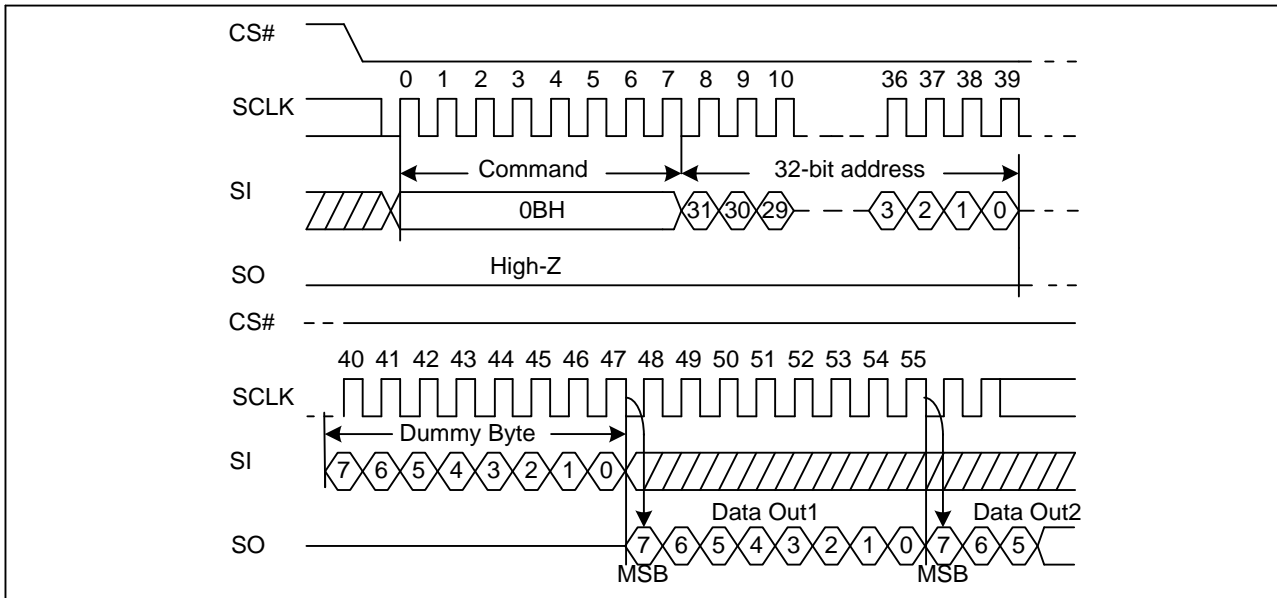 CS#
0 1 2 3 4 5 6 7 8 9 10 36 37 38 39
SCLK
Command 32-bit address
SI
0BH 31 30 29 3 2 1 0
High-Z
SO
CS#
40 41 42 43 44 45 46 47 48 49 50 51 52 53 54 55
SCLK
Dummy Byte
SI
7 6 5 4 3 2 1 0
Data Out1 Data Out2
SO
7 6 5 4 3 2 1 0 7 6 5
MSB MSB